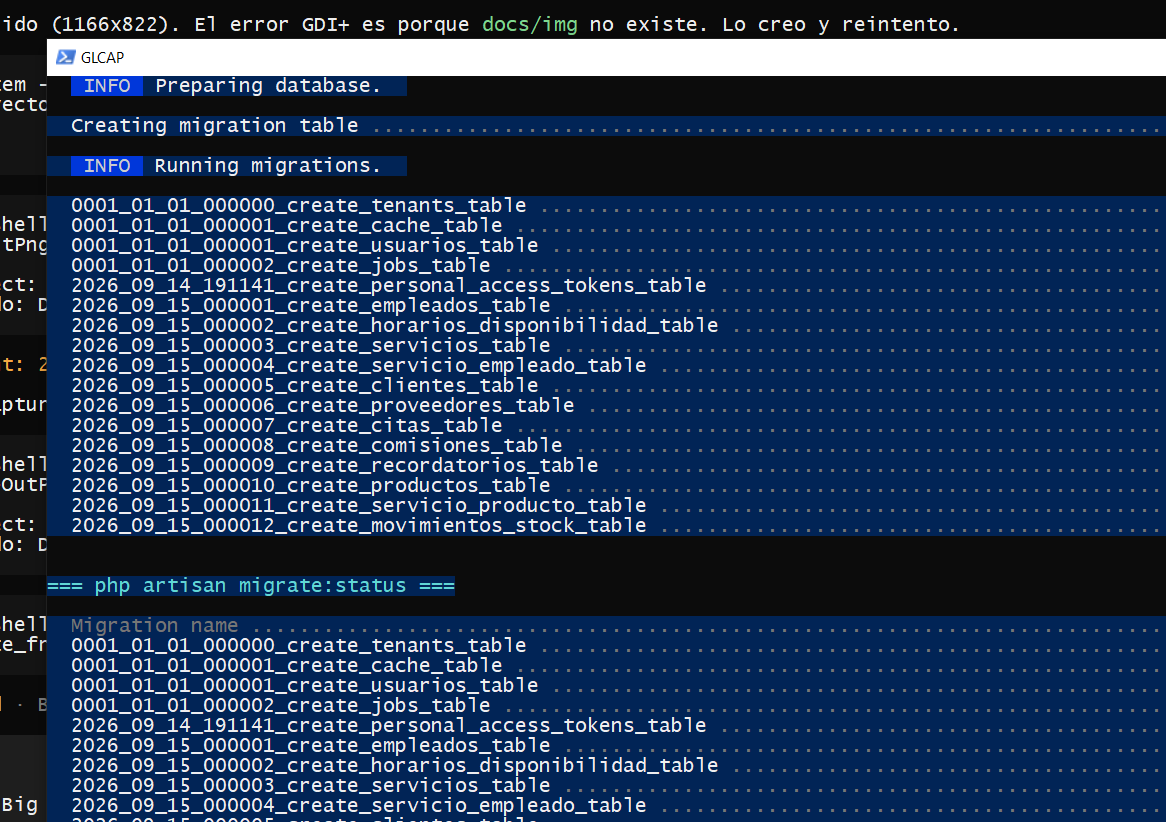 ido (1166x822). El error GDI+ es porque docs/img no existe. Lo creo y reintento.
GLCAP
INFO Preparing database.
Creating migration table ..................................................................
INFO Running migrations.
0001_01_01_000000_create_tenants_table ....................................................
0001_01_01_000001_create_cache_table ......................................................
0001_01_01_000001_create_usuarios_table ...................................................
0001_01_01_000002_create_jobs_table .......................................................
2026_09_14_191141_create_personal_access_tokens_table .....................................
2026_09_15_000001_create_empleados_table ..................................................
2026_09_15_000002_create_horarios_disponibilidad_table ....................................
2026_09_15_000003_create_servicios_table ..................................................
2026_09_15_000004_create_servicio_empleado_table ..........................................
2026_09_15_000005_create_clientes_table ...................................................
2026_09_15_000006_create_proveedores_table ................................................
2026_09_15_000007_create_citas_table ......................................................
2026_09_15_000008_create_comisiones_table .................................................
2026_09_15_000009_create_recordatorios_table ..............................................
2026_09_15_000010_create_productos_table ..................................................
2026_09_15_000011_create_servicio_producto_table ..........................................
2026_09_15_000012_create_movimientos_stock_table ..........................................
=== php artisan migrate:status ===
Migration name ............................................................................
0001_01_01_000000_create_tenants_table ....................................................
0001_01_01_000001_create_cache_table ......................................................
0001_01_01_000001_create_usuarios_table ...................................................
0001_01_01_000002_create_jobs_table .......................................................
2026_09_14_191141_create_personal_access_tokens_table .....................................
2026_09_15_000001_create_empleados_table ..................................................
2026_09_15_000002_create_horarios_disponibilidad_table ....................................
2026_09_15_000003_create_servicios_table ..................................................
2026_09_15_000004_create_servicio_empleado_table ..........................................